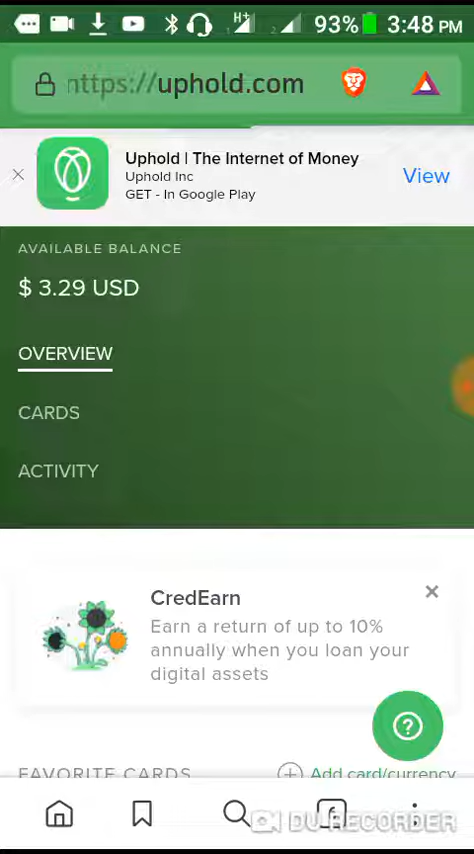 H+
1
2
93%
3:48 PM
https://uphold.com
Uphold | The Internet of Money
Uphold Inc
GET - In Google Play
View
AVAILABLE BALANCE
$ 3.29 USD
OVERVIEW
CARDS
ACTIVITY
CredEarn
Earn a return of up to 10%
annually when you loan your
digital assets
FAVORITE CARDS
Add card/currency
DU RECORDER